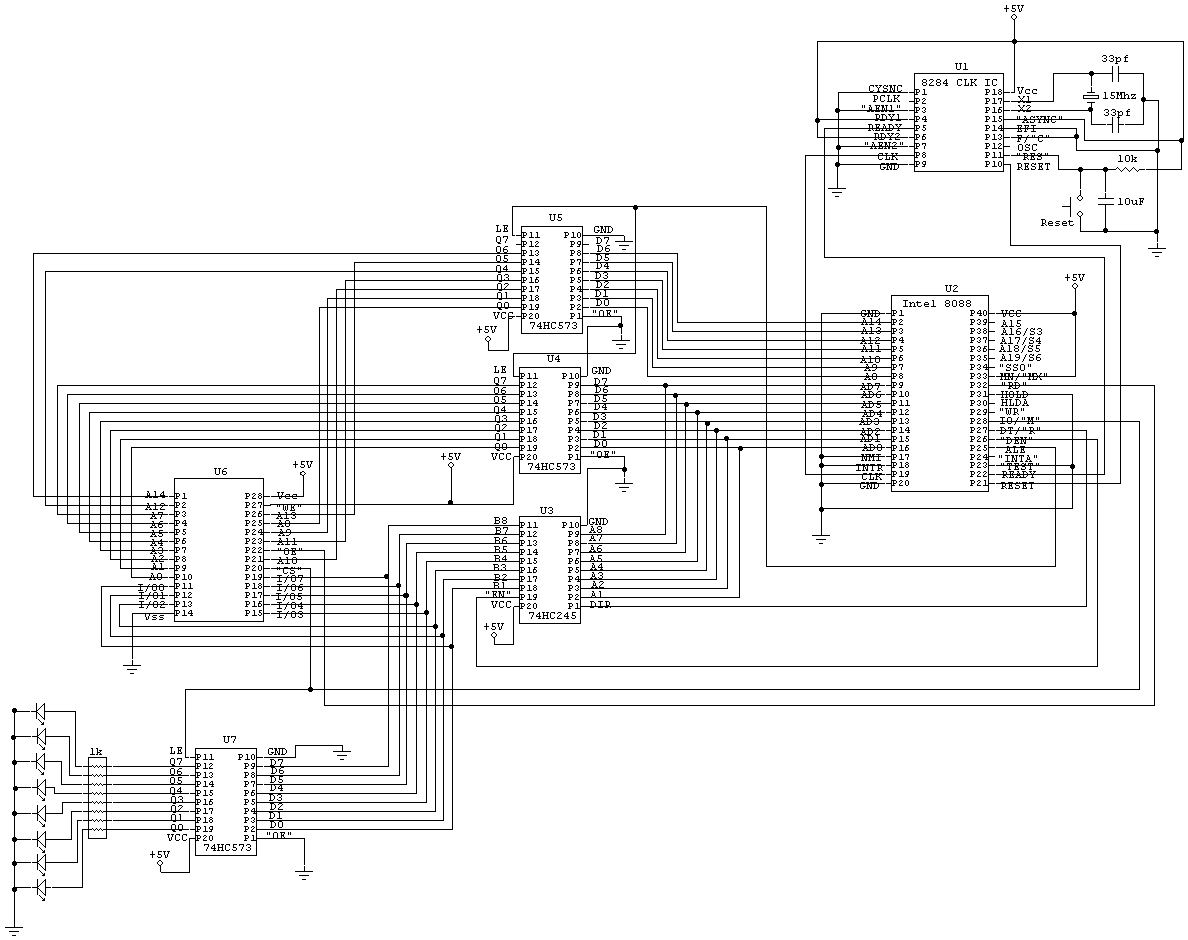 +5V
U1
8284 CLK IC
CYSNC P1 P18 Vcc
PCLK P2 P17 X1
"AEN1" P3 P16 X2
RDY1 P4 P15 "ASYNC"
READY P5 P14 EFI
RDY2 P6 P13 F/"C"
"AEN2" P7 P12 OSC
CLK P8 P11 "RES"
GND P9 P10 RESET
33pf
15Mhz
33pf
10k
10uF
Reset
U5
LE P11 P10 GND
Q7 P12 P9 D7
Q6 P13 P8 D6
Q5 P14 P7 D5
Q4 P15 P6 D4
Q3 P16 P5 D3
Q2 P17 P4 D2
Q1 P18 P3 D1
Q0 P19 P2 D0
VCC P20 P1 "OE"
74HC573
+5V
+5V
U2
Intel 8088
GND P1 P40 VCC
A14 P2 P39 A15
A13 P3 P38 A16/S3
A12 P4 P37 A17/S4
A11 P5 P36 A18/S5
A10 P6 P35 A19/S6
A9 P7 P34 "SSO"
A8 P8 P33 MN/"MX"
AD7 P9 P32 "RD"
AD6 P10 P31 HOLD
AD5 P11 P30 HLDA
AD4 P12 P29 "WR"
AD3 P13 P28 IO/"M"
AD2 P14 P27 DT/"R"
AD1 P15 P26 "DEN"
AD0 P16 P25 ALE
NMI P17 P24 "INTA"
INTR P18 P23 "TEST"
CLK P19 P22 READY
GND P20 P21 RESET
U4
LE P11 P10 GND
Q7 P12 P9 D7
Q6 P13 P8 D6
Q5 P14 P7 D5
Q4 P15 P6 D4
Q3 P16 P5 D3
Q2 P17 P4 D2
Q1 P18 P3 D1
Q0 P19 P2 D0
VCC P20 P1 "OE"
74HC573
+5V
U6
+5V
A14 P1 P28 Vcc
A12 P2 P27 "WE"
A7 P3 P26 A13
A6 P4 P25 A8
A5 P5 P24 A9
A4 P6 P23 A11
A3 P7 P22 "OE"
A2 P8 P21 A10
A1 P9 P20 "CS"
A0 P10 P19 I/O7
I/O0 P11 P18 I/O6
I/O1 P12 P17 I/O5
I/O2 P13 P16 I/O4
Vss P14 P15 I/O3
U3
B8 P11 P10 GND
B7 P12 P9 A8
B6 P13 P8 A7
B5 P14 P7 A6
B4 P15 P6 A5
B3 P16 P5 A4
B2 P17 P4 A3
B1 P18 P3 A2
"EN" P19 P2 A1
VCC P20 P1 DIR
74HC245
+5V
U7
1k
LE P11 P10 GND
Q7 P12 P9 D7
Q6 P13 P8 D6
Q5 P14 P7 D5
Q4 P15 P6 D4
Q3 P16 P5 D3
Q2 P17 P4 D2
Q1 P18 P3 D1
Q0 P19 P2 D0
VCC P20 P1 "OE"
74HC573
+5V